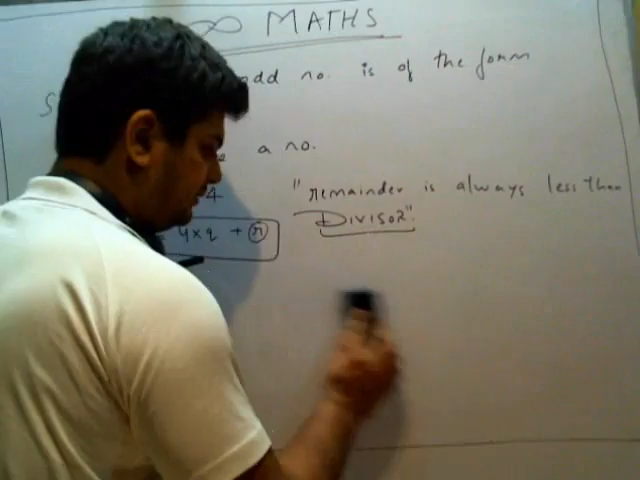 ∞ MATHS
odd no. is of the form
a no.
4
"remainder is always less than
4×q + r
DIVISOR".